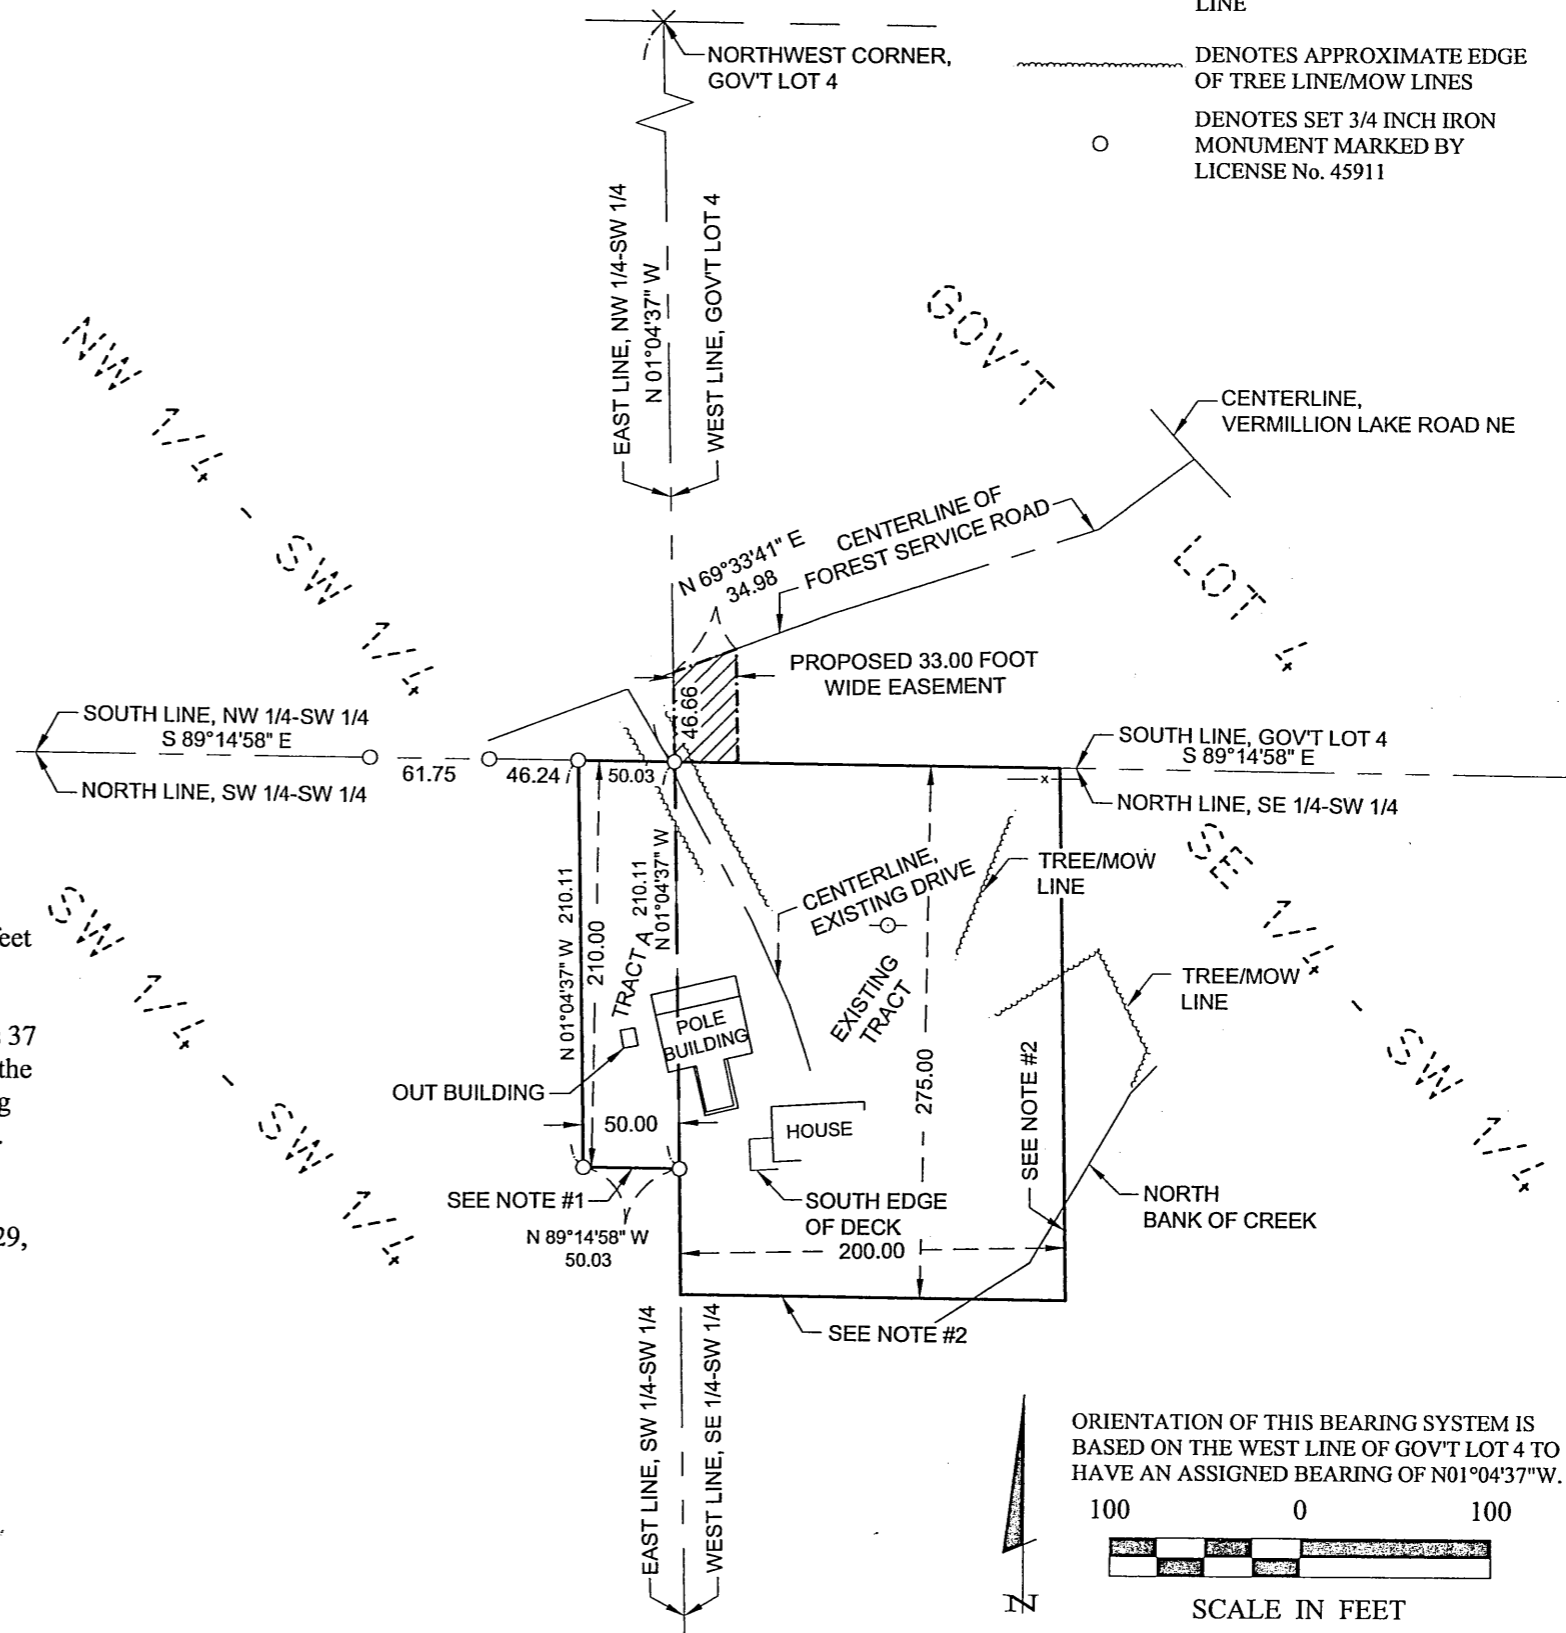 LINE
NORTHWEST CORNER,
GOV'T LOT 4
DENOTES APPROXIMATE EDGE
OF TREE LINE/MOW LINES
DENOTES SET 3/4 INCH IRON
MONUMENT MARKED BY
LICENSE No. 45911
EAST LINE, NW 1/4-SW 1/4
N 01°04'37" W
WEST LINE, GOV'T LOT 4
GOV'T
LOT 4
NW 1/4 - SW 1/4
CENTERLINE,
VERMILLION LAKE ROAD NE
CENTERLINE OF
FOREST SERVICE ROAD
N 69°33'41" E
34.98
PROPOSED 33.00 FOOT
WIDE EASEMENT
46.66
SOUTH LINE, NW 1/4-SW 1/4
S 89°14'58" E
NORTH LINE, SW 1/4-SW 1/4
61.75
46.24
50.03
SOUTH LINE, GOV'T LOT 4
S 89°14'58" E
NORTH LINE, SE 1/4-SW 1/4
x
SE 1/4 - SW 1/4
SW 1/4 - SW 1/4
N 01°04'37" W 210.11
210.00
TRACT A
210.11
N 01°04'37" W
CENTERLINE,
EXISTING DRIVE
EXISTING
TRACT
TREE/MOW
LINE
TREE/MOW
LINE
POLE
BUILDING
OUT BUILDING
50.00
HOUSE
275.00
SEE NOTE #2
SEE NOTE #1
N 89°14'58" W
50.03
SOUTH EDGE
OF DECK
NORTH
BANK OF CREEK
200.00
SEE NOTE #2
EAST LINE, SW 1/4-SW 1/4
WEST LINE, SE 1/4-SW 1/4
eet
37
the
g
29,
ORIENTATION OF THIS BEARING SYSTEM IS
BASED ON THE WEST LINE OF GOV'T LOT 4 TO
HAVE AN ASSIGNED BEARING OF N01°04'37"W.
N
100 0 100
SCALE IN FEET